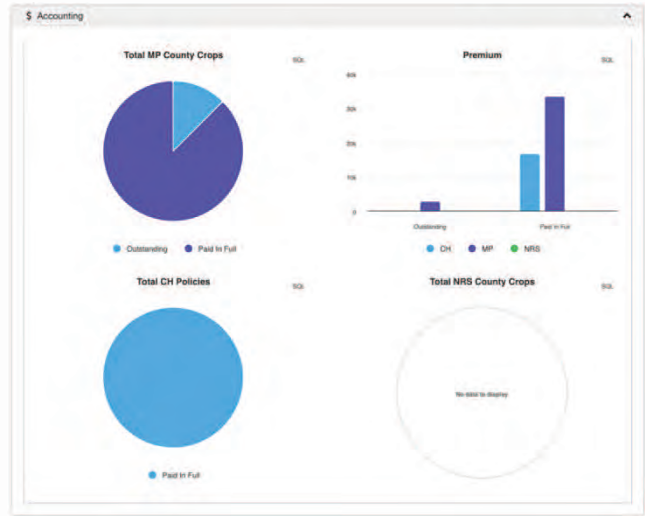 $ Accounting
Total MP County Crops
SQL
Outstanding Paid In Full
Premium
SQL
40k
30k
20k
10k
0
Outstanding Paid In Full
CH MP NRS
Total CH Policies
SQL
Paid In Full
Total NRS County Crops
SQL
No data to display